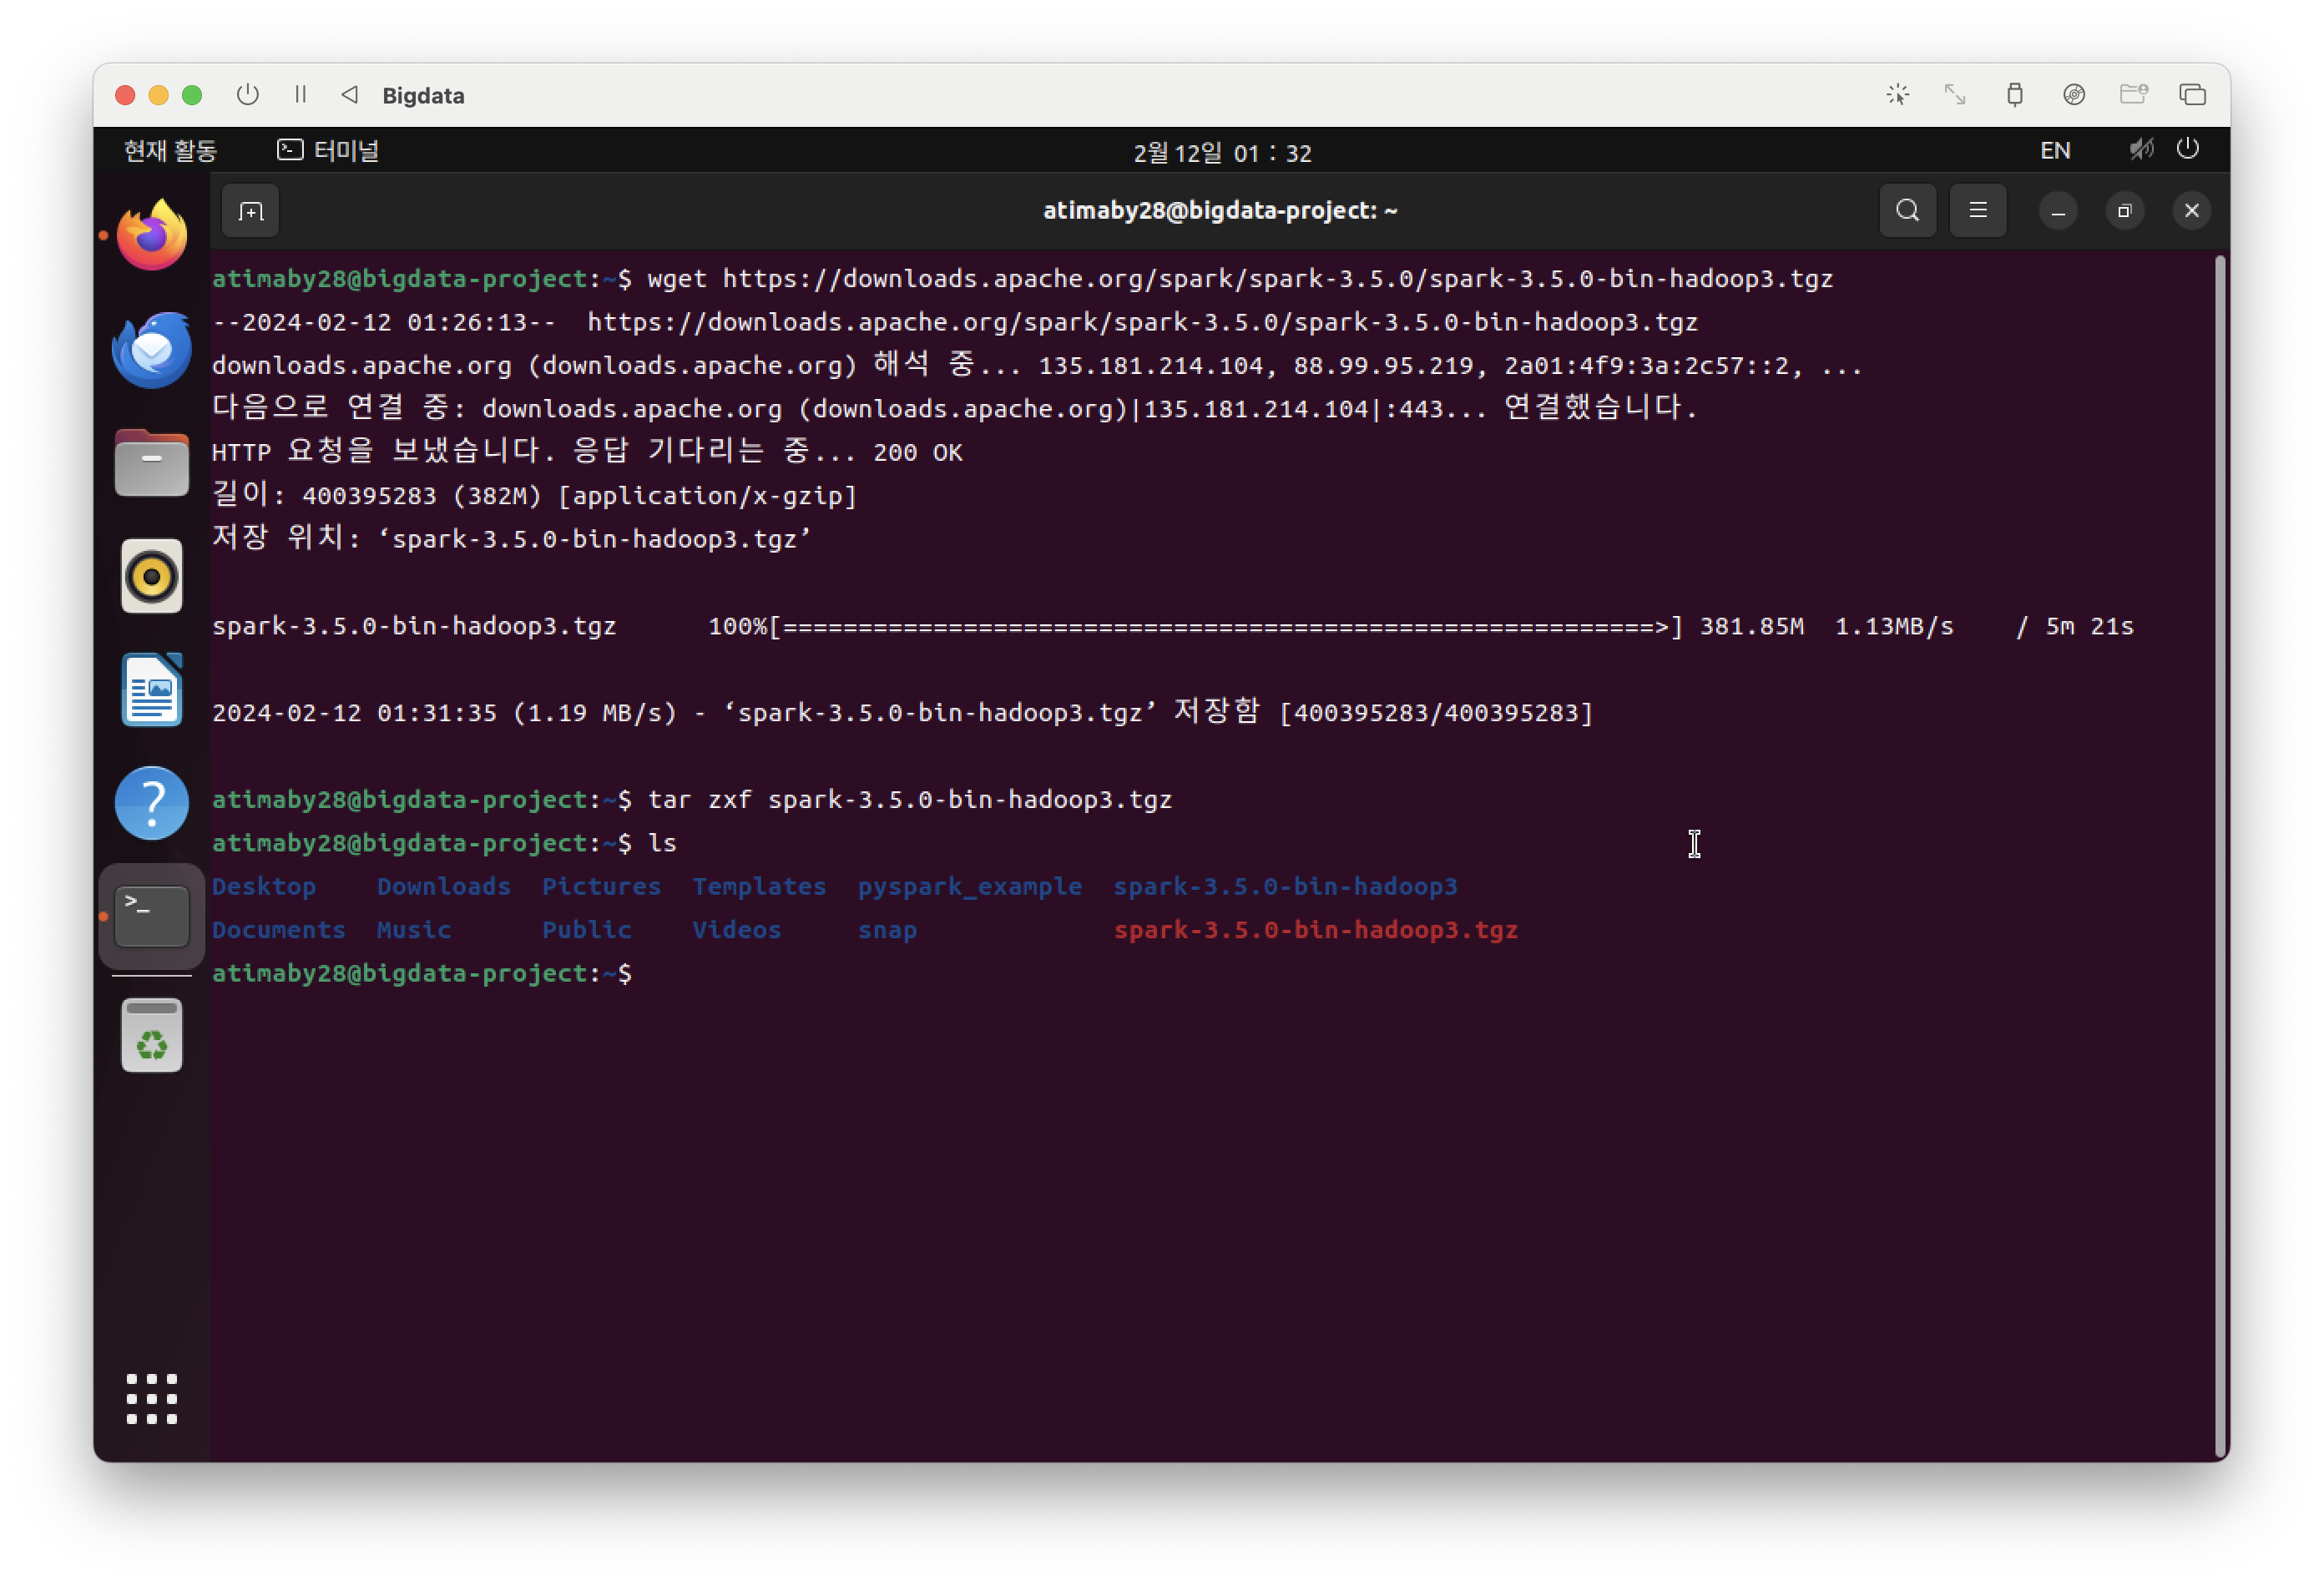 Bigdata
현재 활동 터미널 2월 12일 01 : 32 EN
atimaby28@bigdata-project: ~
atimaby28@bigdata-project:~$ wget https://downloads.apache.org/spark/spark-3.5.0/spark-3.5.0-bin-hadoop3.tgz
--2024-02-12 01:26:13--  https://downloads.apache.org/spark/spark-3.5.0/spark-3.5.0-bin-hadoop3.tgz
downloads.apache.org (downloads.apache.org) 해석 중... 135.181.214.104, 88.99.95.219, 2a01:4f9:3a:2c57::2, ...
다음으로 연결 중: downloads.apache.org (downloads.apache.org)|135.181.214.104|:443... 연결했습니다.
HTTP 요청을 보냈습니다. 응답 기다리는 중... 200 OK
길이: 400395283 (382M) [application/x-gzip]
저장 위치: ‘spark-3.5.0-bin-hadoop3.tgz’
spark-3.5.0-bin-hadoop3.tgz      100%[==========================================================>] 381.85M  1.13MB/s    / 5m 21s
2024-02-12 01:31:35 (1.19 MB/s) - ‘spark-3.5.0-bin-hadoop3.tgz’ 저장함 [400395283/400395283]
atimaby28@bigdata-project:~$ tar zxf spark-3.5.0-bin-hadoop3.tgz
atimaby28@bigdata-project:~$ ls
Desktop    Downloads  Pictures  Templates  pyspark_example  spark-3.5.0-bin-hadoop3
Documents  Music      Public    Videos     snap             spark-3.5.0-bin-hadoop3.tgz
atimaby28@bigdata-project:~$